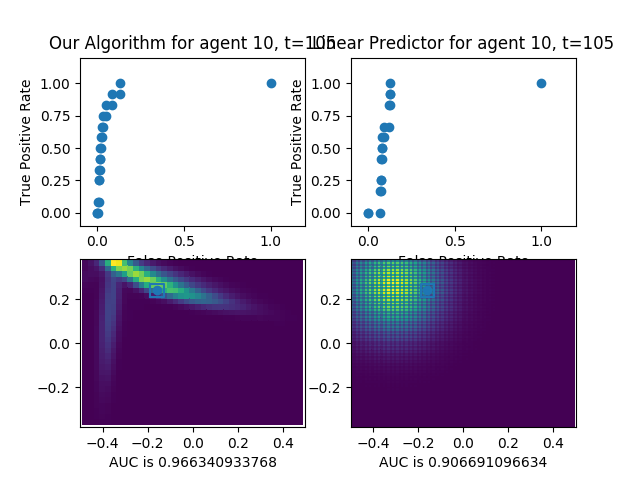 Our Algorithm for agent 10, t=105
Linear Predictor for agent 10, t=105
True Positive Rate
1.00
0.75
0.50
0.25
0.00
0.0 0.5 1.0
False Positive Rate
True Positive Rate
1.00
0.75
0.50
0.25
0.00
0.0 0.5 1.0
False Positive Rate
0.2
0.0
−0.2
−0.4 −0.2 0.0 0.2 0.4
AUC is 0.966340933768
0.2
0.0
−0.2
−0.4 −0.2 0.0 0.2 0.4
AUC is 0.906691096634